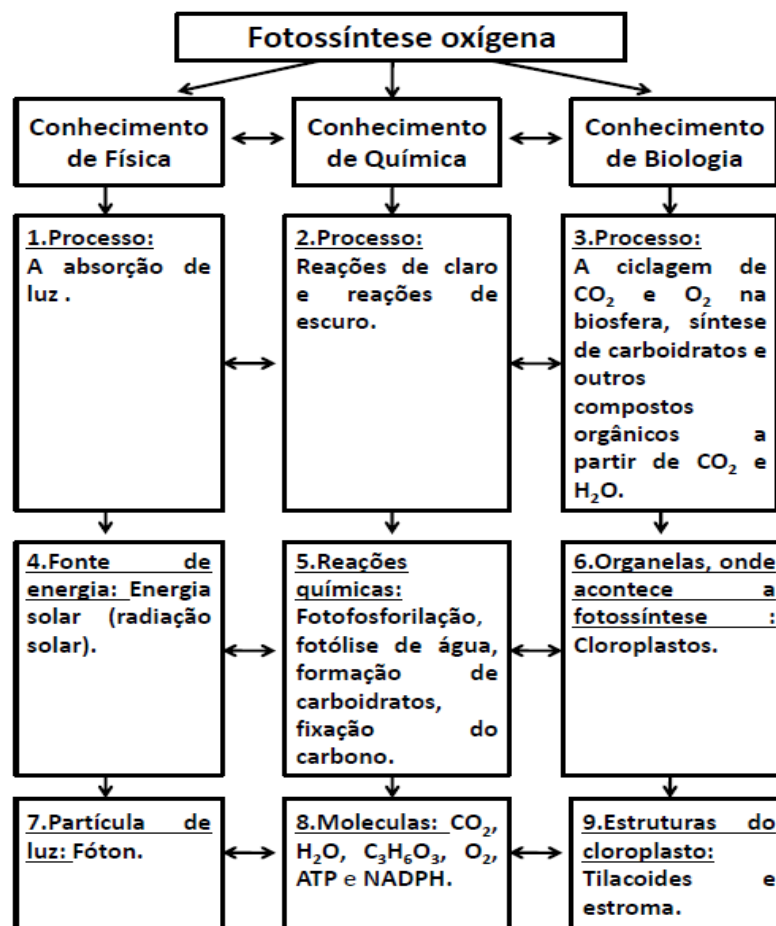 Fotossíntese oxígena
Conhecimento
de Física
Conhecimento
de Química
Conhecimento
de Biologia
1.Processo:
A absorção de
luz .
2.Processo:
Reações de claro
e reações de
escuro.
3.Processo:
A ciclagem de
CO₂ e O₂ na
biosfera, síntese
de carboidratos e
outros
compostos
orgânicos a
partir de CO₂ e
H₂O.
4.Fonte de
energia: Energia
solar (radiação
solar).
5.Reações
químicas:
Fotofosforilação,
fotólise de água,
formação de
carboidratos,
fixação do
carbono.
6.Organelas, onde
acontece a
fotossíntese :
Cloroplastos.
7.Partícula de
luz: Fóton.
8.Moleculas: CO₂,
H₂O, C₃H₆O₃, O₂,
ATP e NADPH.
9.Estruturas do
cloroplasto:
Tilacoides e
estroma.